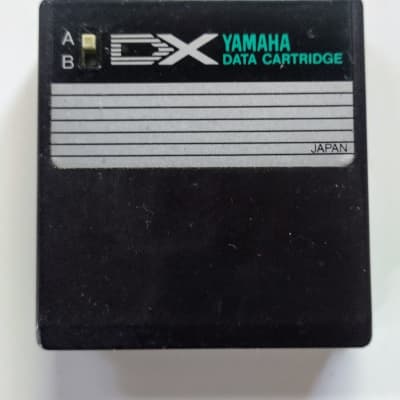 A
B
DX YAMAHA
DATA CARTRIDGE
JAPAN